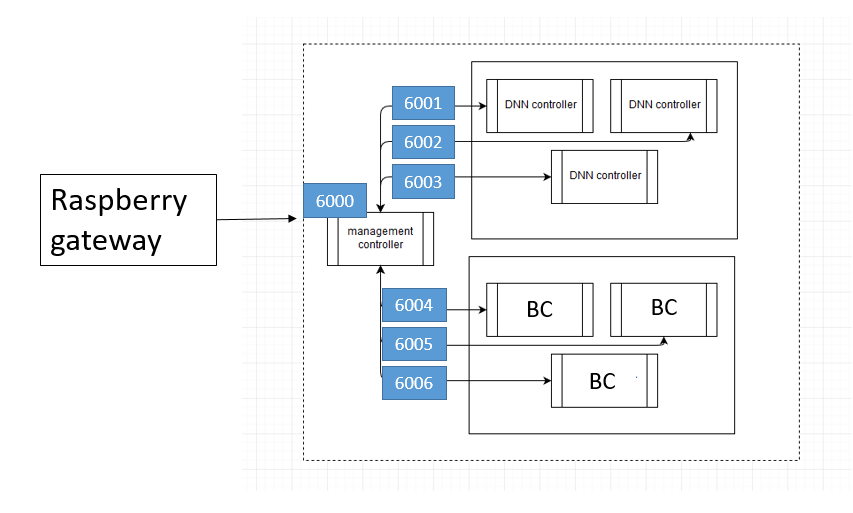 6001
DNN controller
DNN controller
6002
6003
DNN controller
Raspberry
gateway
6000
management
controller
6004
BC
BC
6005
6006
BC